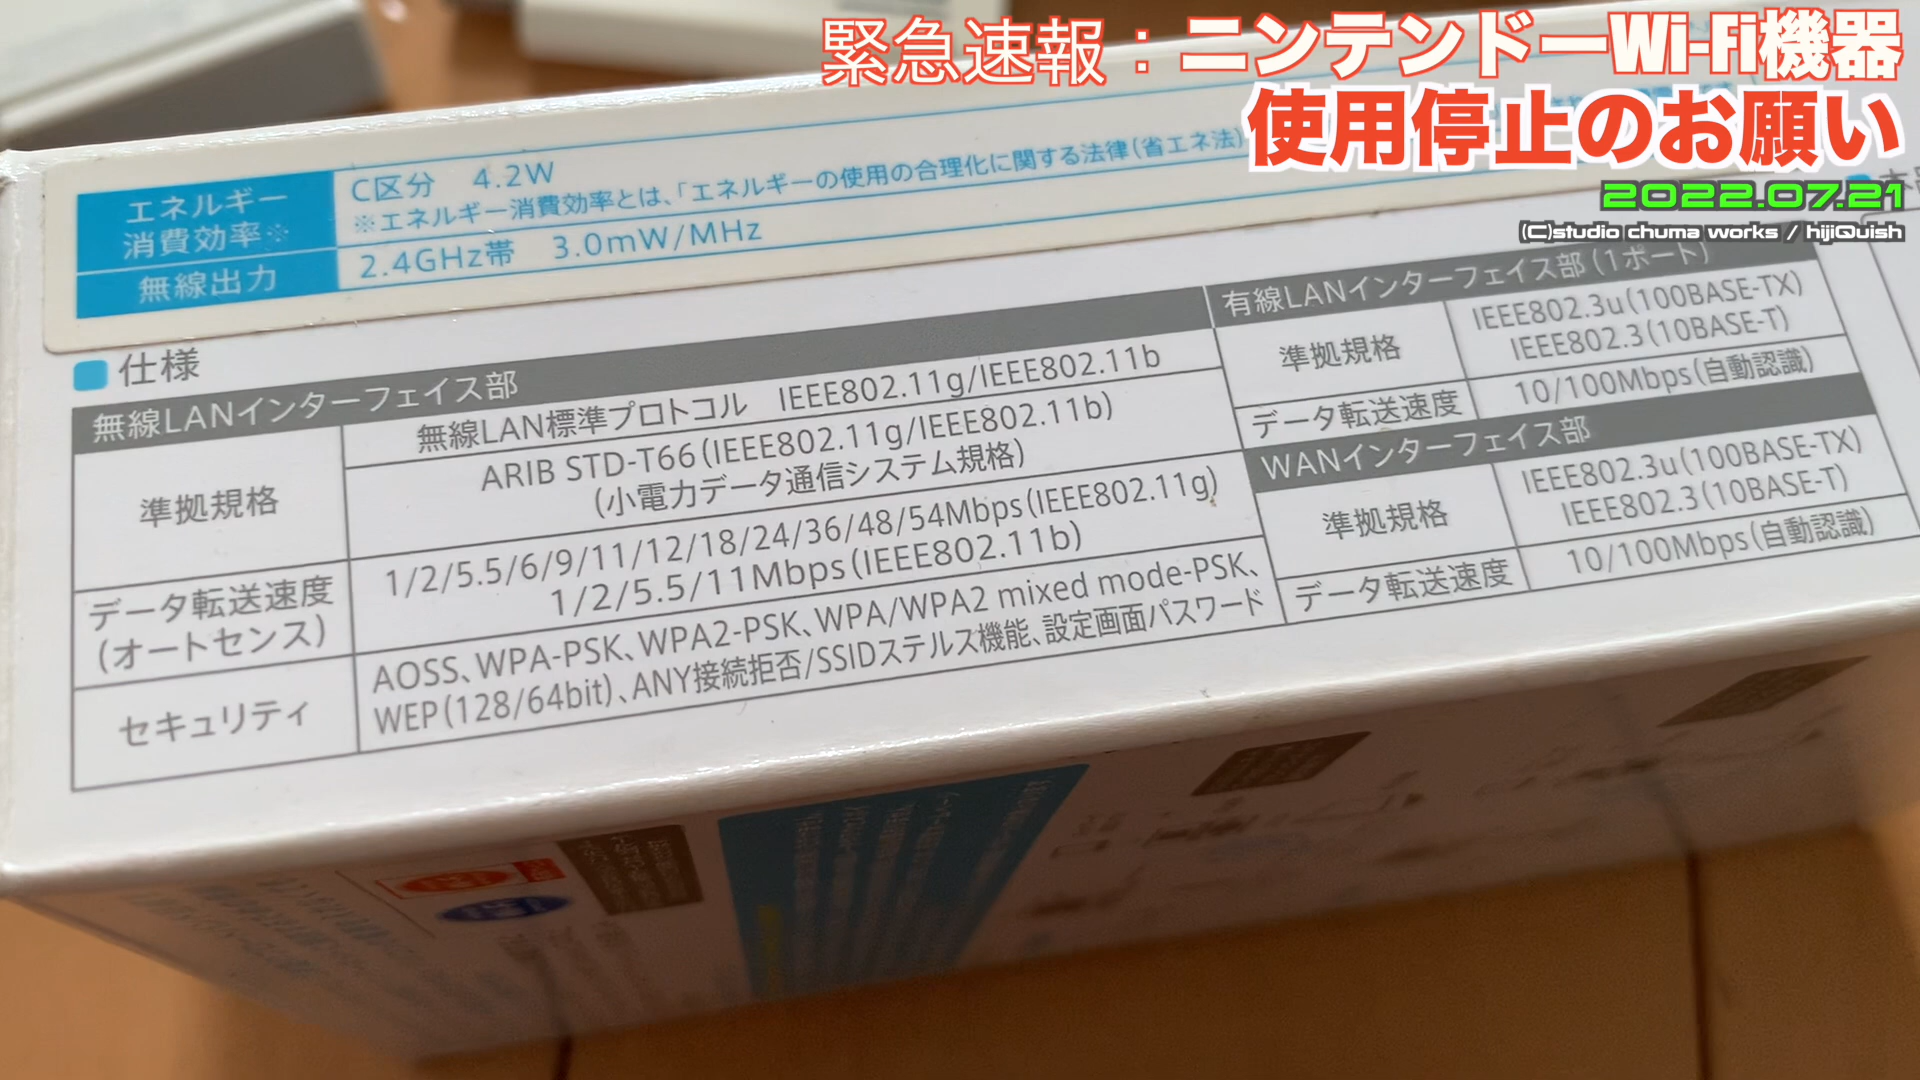 緊急速報：ニンテンドーWi-Fi機器
使用停止のお願い
2022.07.21
(C)studio chuma works / hijiQuish
エネルギー
消費効率※
C区分 4.2W
※エネルギー消費効率とは、「エネルギーの使用の合理化に関する法律(省エネ法)
無線出力
2.4GHz帯 3.0mW/MHz
仕様
無線LANインターフェイス部
準拠規格
無線LAN標準プロトコル IEEE802.11g/IEEE802.11b
ARIB STD-T66(IEEE802.11g/IEEE802.11b)
(小電力データ通信システム規格)
データ転送速度
(オートセンス)
1/2/5.5/6/9/11/12/18/24/36/48/54Mbps(IEEE802.11g)
1/2/5.5/11Mbps(IEEE802.11b)
セキュリティ
AOSS、WPA-PSK、WPA2-PSK、WPA/WPA2 mixed mode-PSK、
WEP(128/64bit)、ANY接続拒否/SSIDステルス機能、設定画面パスワード
有線LANインターフェイス部(1ポート)
準拠規格
IEEE802.3u(100BASE-TX)
IEEE802.3(10BASE-T)
データ転送速度
10/100Mbps(自動認識)
WANインターフェイス部
準拠規格
IEEE802.3u(100BASE-TX)
IEEE802.3(10BASE-T)
データ転送速度
10/100Mbps(自動認識)